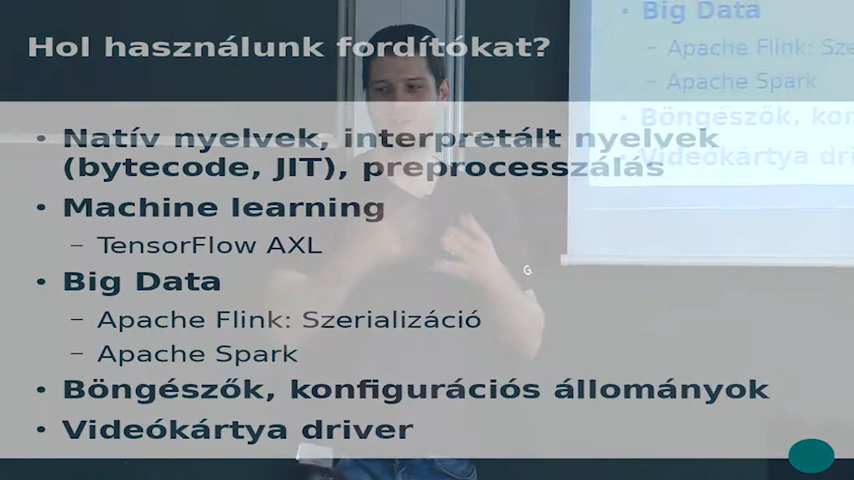 Hol használunk fordítókat?
• Natív nyelvek, interpretált nyelvek
(bytecode, JIT), preprocesszálás
• Machine learning
– TensorFlow AXL
• Big Data
– Apache Flink: Szerializáció
– Apache Spark
• Böngészők, konfigurációs állományok
• Videókártya driver
• Big Data
– Apache Flink: Sze
– Apache Spark
Böngészők, kon
Videókártya dri
G